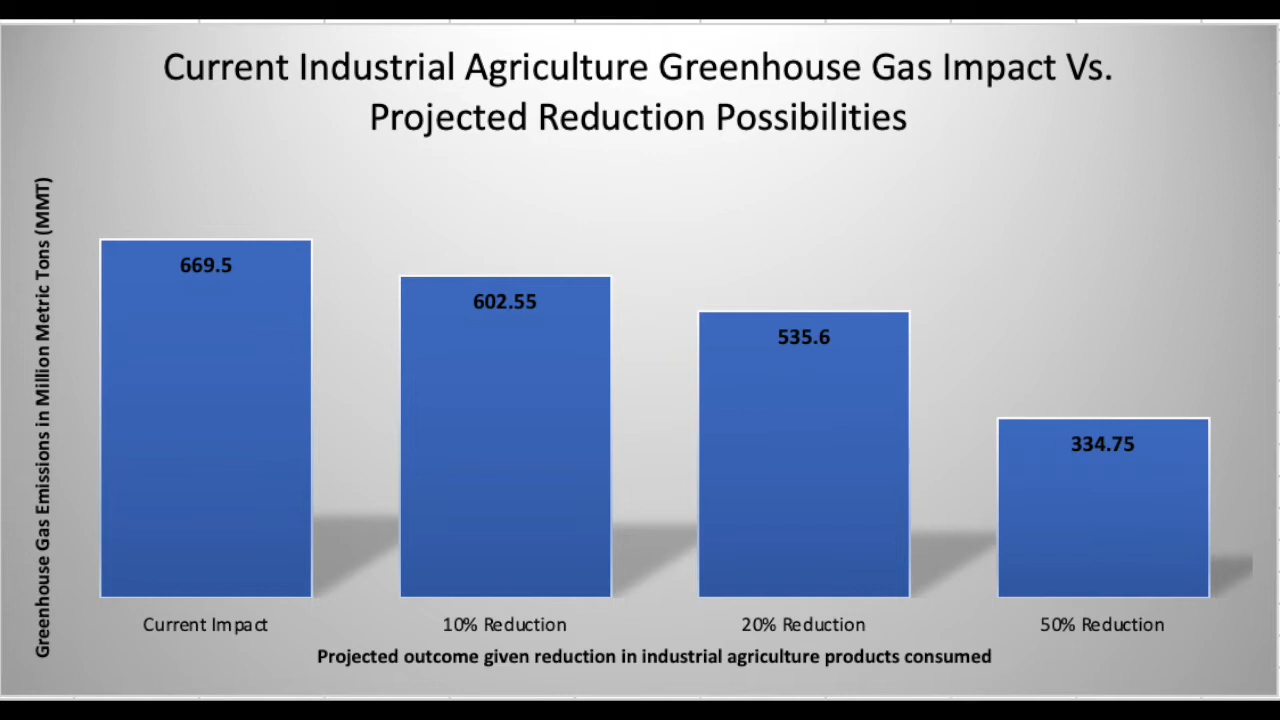 Current Industrial Agriculture Greenhouse Gas Impact Vs.
Projected Reduction Possibilities
Greenhouse Gas Emissions in Million Metric Tons (MMT)
669.5
602.55
535.6
334.75
Current Impact
10% Reduction
20% Reduction
50% Reduction
Projected outcome given reduction in industrial agriculture products consumed